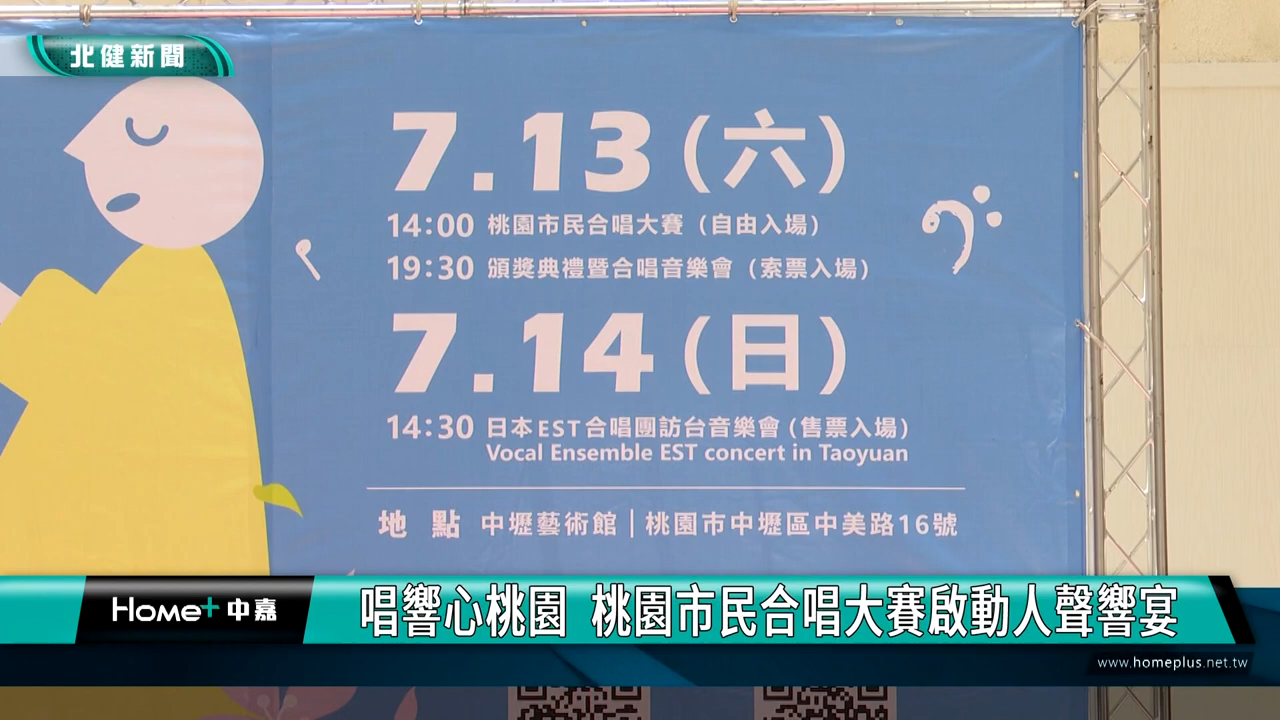 北健新聞
7.13(六)
14:00 桃園市民合唱大賽(自由入場)
19:30 頒獎典禮暨合唱音樂會(索票入場)
7.14(日)
14:30 日本EST合唱團訪台音樂會(售票入場)
Vocal Ensemble EST concert in Taoyuan
地 點 中壢藝術館|桃園市中壢區中美路16號
Home+中嘉
唱響心桃園 桃園市民合唱大賽啟動人聲響宴
www.homeplus.net.tw